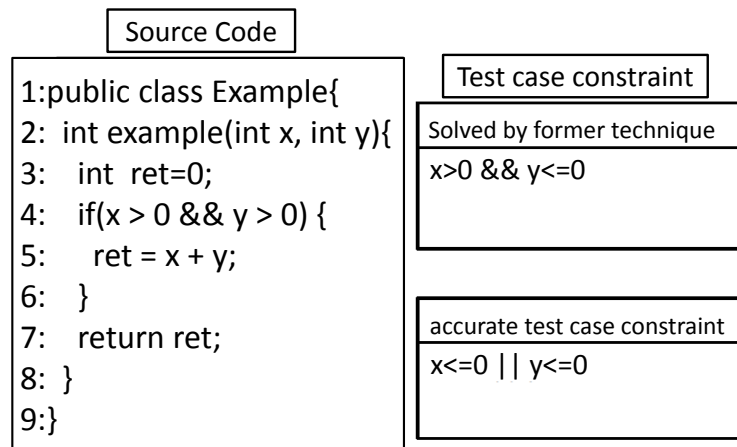 Source Code
1:public class Example{
2: int example(int x, int y){
3: int ret=0;
4: if(x > 0 && y > 0) {
5: ret = x + y;
6: }
7: return ret;
8: }
9:}
Test case constraint
Solved by former technique
x>0 && y<=0
accurate test case constraint
x<=0 || y<=0